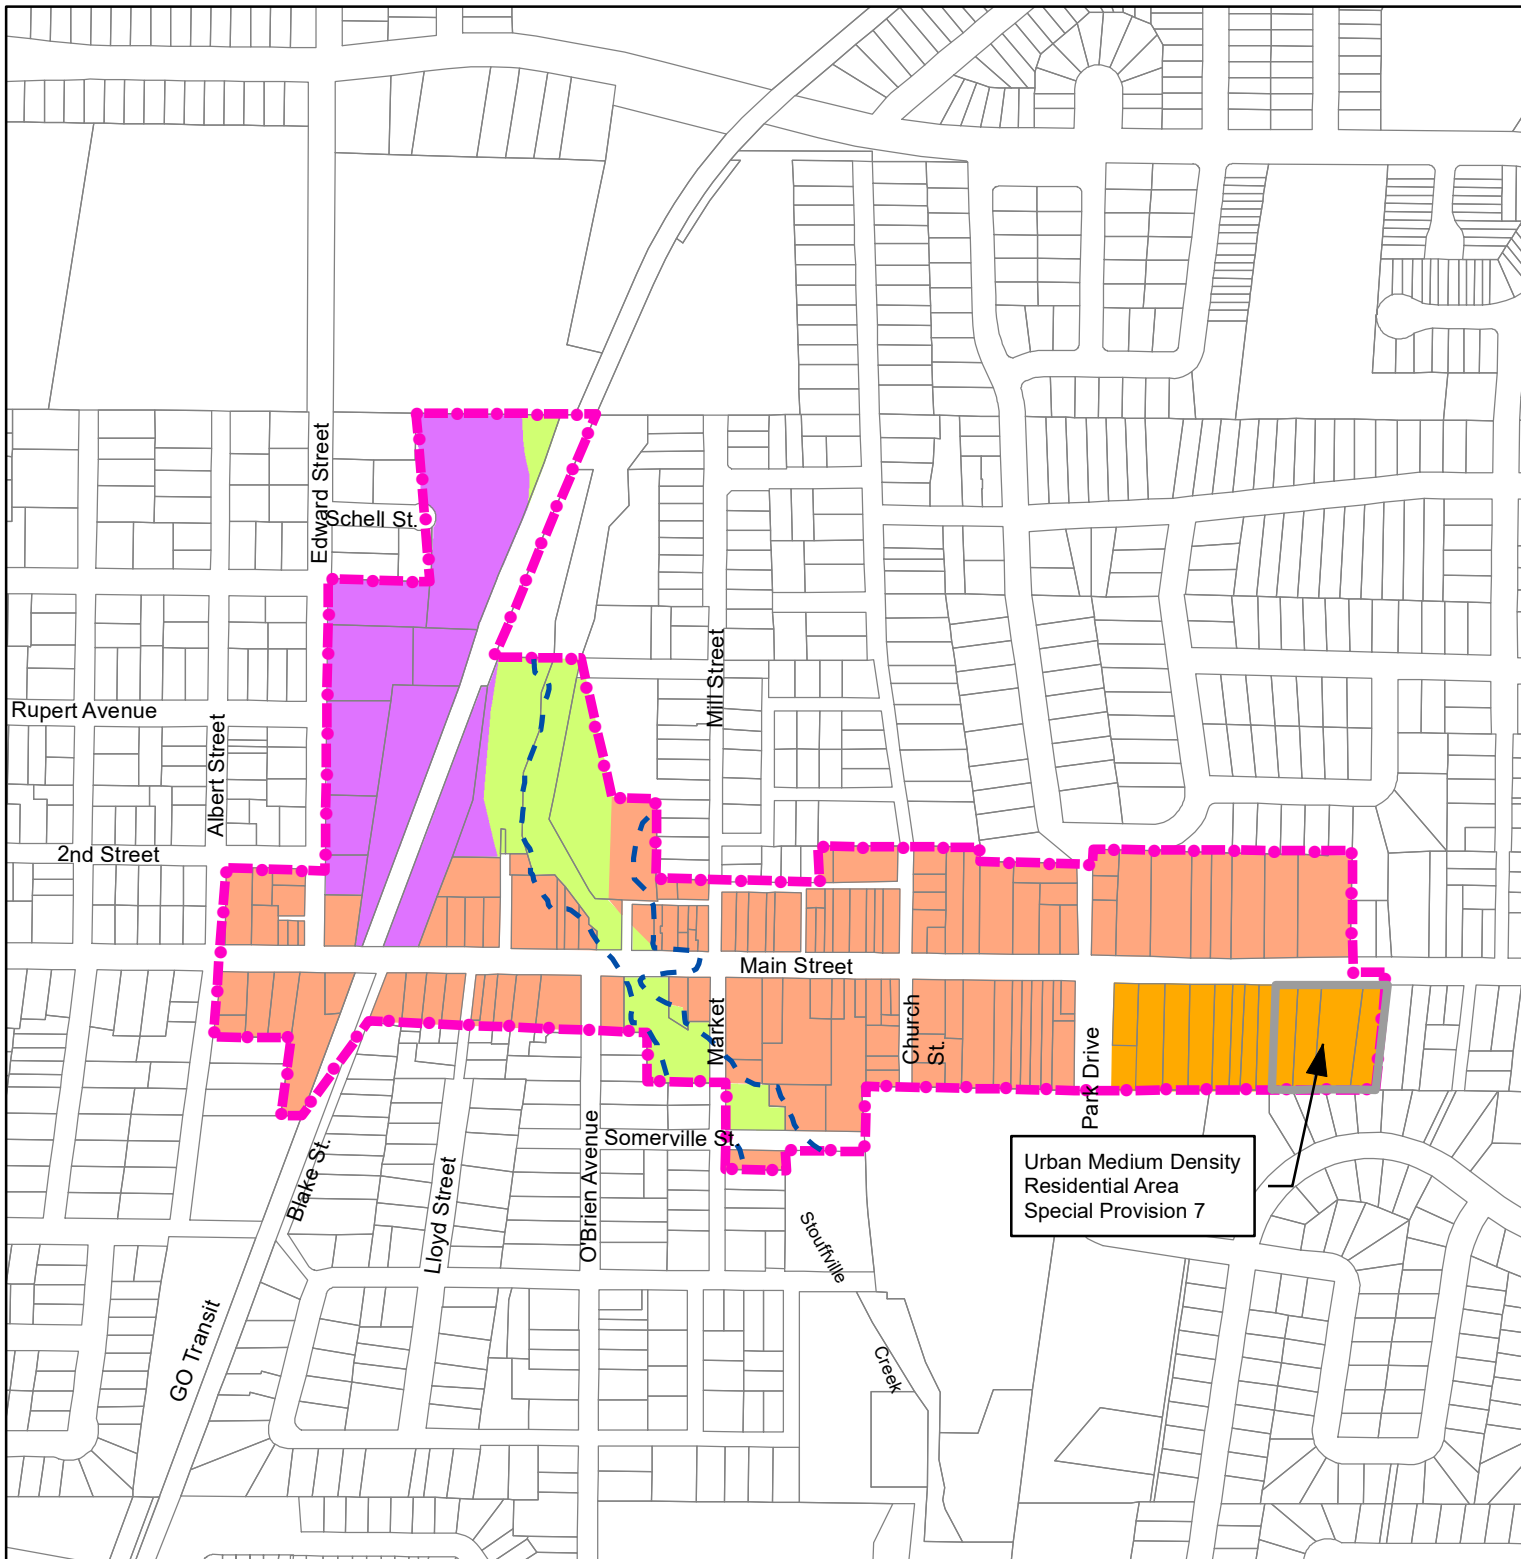 Edward Street
Schell St.
Mill Street
Rupert Avenue
Albert Street
2nd Street
Main Street
Market
Church
St.
Park Drive
O'Brien Avenue
Somerville St.
Blake St.
Lloyd Street
Urban Medium Density
Residential Area
Special Provision 7
Stouffville
Creek
GO Transit